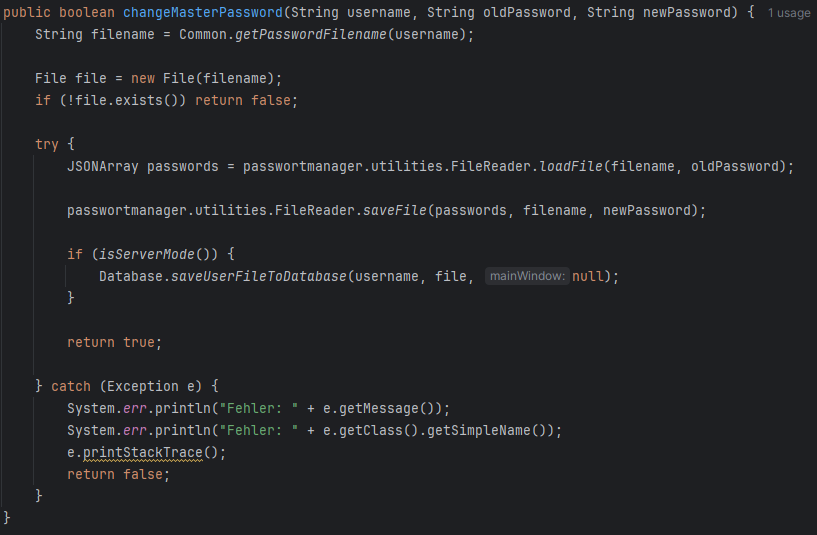 public boolean changeMasterPassword(String username, String oldPassword, String newPassword) { 1 usage
String filename = Common.getPasswordFilename(username);
File file = new File(filename);
if (!file.exists()) return false;
try {
JSONArray passwords = passwortmanager.utilities.FileReader.loadFile(filename, oldPassword);
passwortmanager.utilities.FileReader.saveFile(passwords, filename, newPassword);
if (isServerMode()) {
Database.saveUserFileToDatabase(username, file, mainWindow: null);
}
return true;
} catch (Exception e) {
System.err.println("Fehler: " + e.getMessage());
System.err.println("Fehler: " + e.getClass().getSimpleName());
e.printStackTrace();
return false;
}
}